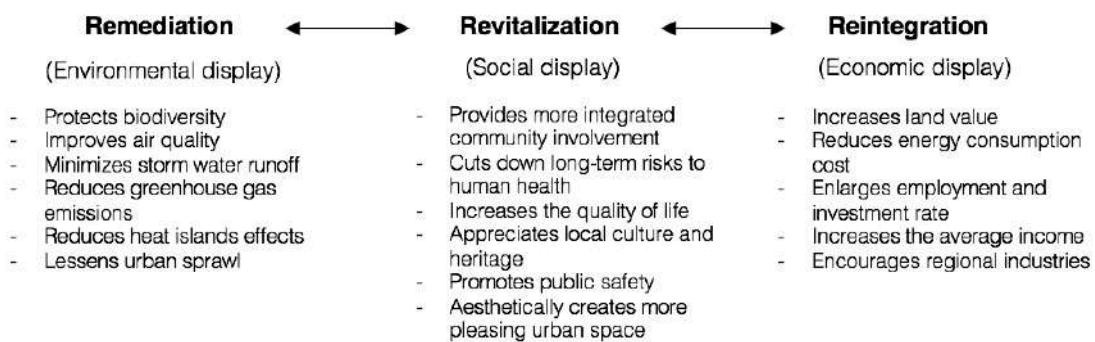 Remediation
(Environmental display)
- Protects biodiversity
- Improves air quality
- Minimizes storm water runoff
- Reduces greenhouse gas
emissions
- Reduces heat islands effects
- Lessens urban sprawl
Revitalization
(Social display)
- Provides more integrated
community involvement
- Cuts down long-term risks to
human health
- Increases the quality of life
- Appreciates local culture and
heritage
- Promotes public safety
- Aesthetically creates more
pleasing urban space
Reintegration
(Economic display)
- Increases land value
- Reduces energy consumption
cost
- Enlarges employment and
investment rate
- Increases the average income
- Encourages regional industries